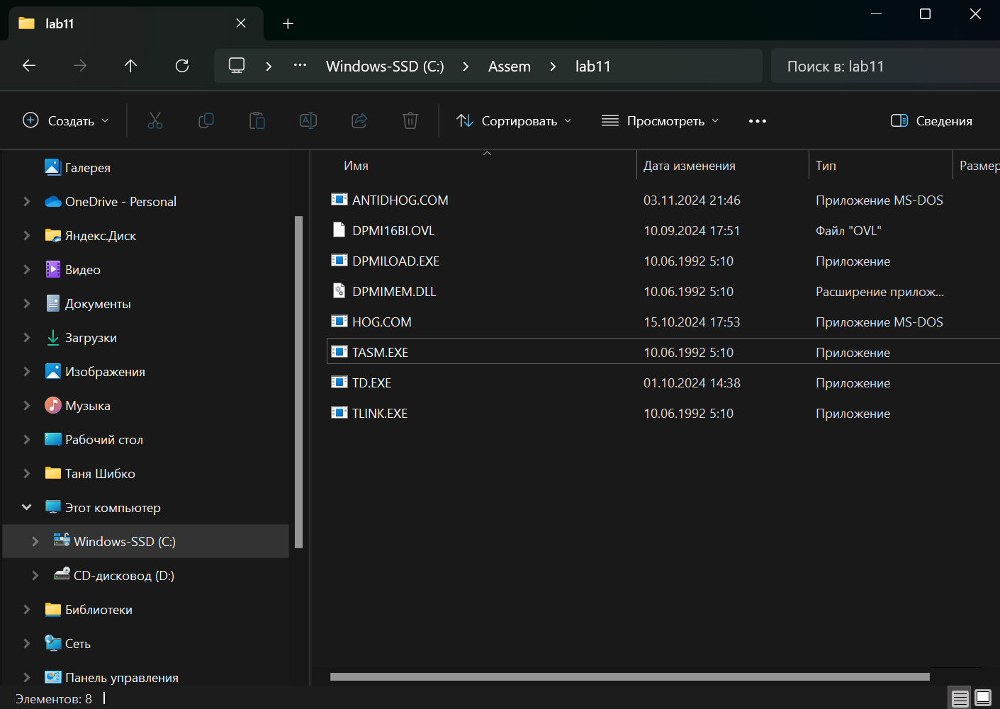 lab11
Windows-SSD (C:) Assem lab11 Поиск в: lab11
Создать Сортировать Просмотреть Сведения
Галерея
OneDrive - Personal
Яндекс.Диск
Видео
Документы
Загрузки
Изображения
Музыка
Рабочий стол
Таня Шибко
Этот компьютер
Windows-SSD (C:)
CD-дисковод (D:)
Библиотеки
Сеть
Панель управления
Имя Дата изменения Тип Размер
ANTIDHOG.COM 03.11.2024 21:46 Приложение MS-DOS
DPMI16BI.OVL 10.09.2024 17:51 Файл "OVL"
DPMILOAD.EXE 10.06.1992 5:10 Приложение
DPMIMEM.DLL 10.06.1992 5:10 Расширение прилож...
HOG.COM 15.10.2024 17:53 Приложение MS-DOS
TASM.EXE 10.06.1992 5:10 Приложение
TD.EXE 01.10.2024 14:38 Приложение
TLINK.EXE 10.06.1992 5:10 Приложение
Элементов: 8